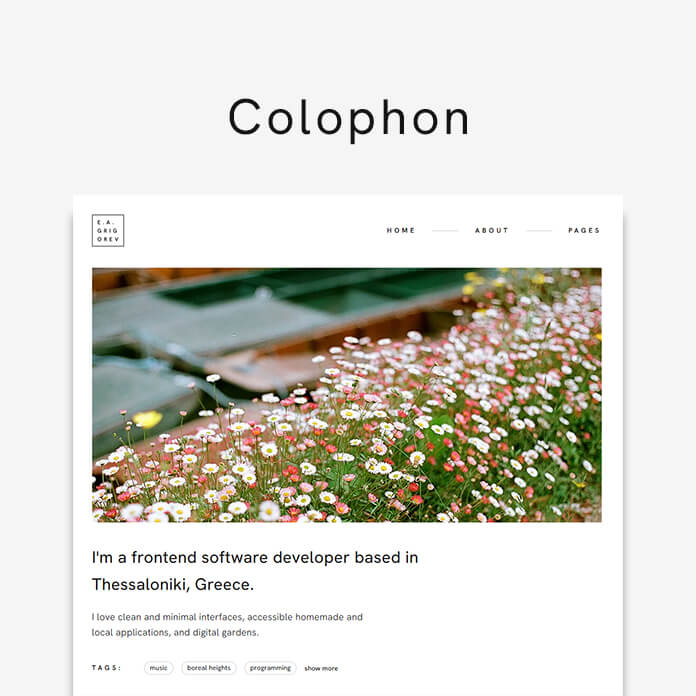 Colophon
E.A.
GRIG
OREV
HOME
ABOUT
PAGES
I'm a frontend software developer based in
Thessaloniki, Greece.
I love clean and minimal interfaces, accessible homemade and
local applications, and digital gardens.
TAGS: music boreal heights programming show more